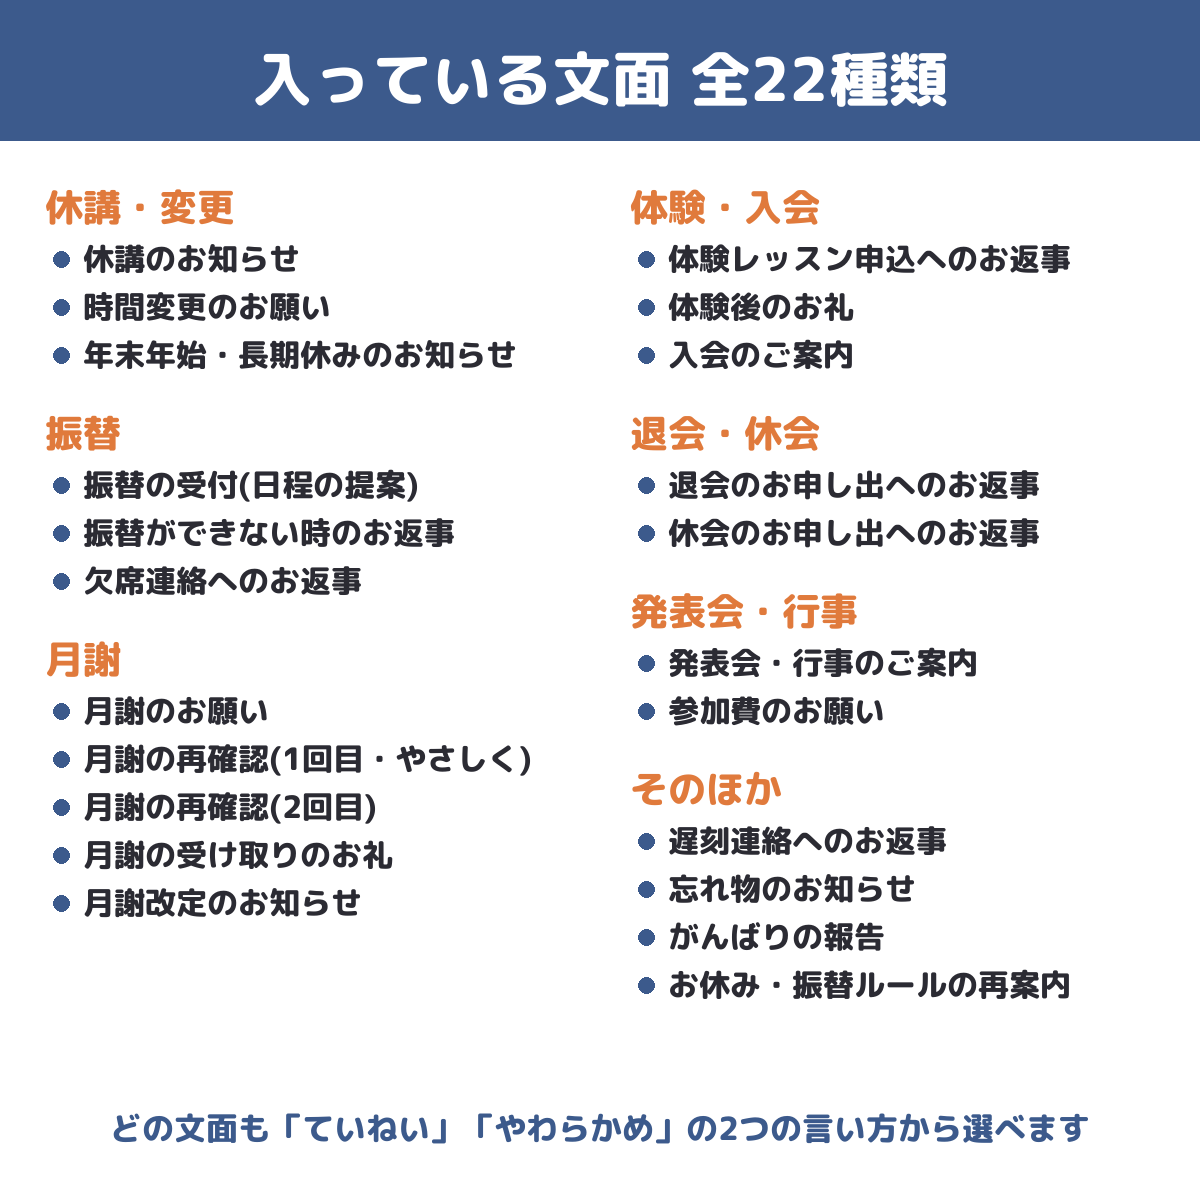 入っている文面 全22種類
休講・変更
休講のお知らせ
時間変更のお願い
年末年始・長期休みのお知らせ
振替
振替の受付(日程の提案)
振替ができない時のお返事
欠席連絡へのお返事
月謝
月謝のお願い
月謝の再確認(1回目・やさしく)
月謝の再確認(2回目)
月謝の受け取りのお礼
月謝改定のお知らせ
体験・入会
体験レッスン申込へのお返事
体験後のお礼
入会のご案内
退会・休会
退会のお申し出へのお返事
休会のお申し出へのお返事
発表会・行事
発表会・行事のご案内
参加費のお願い
そのほか
遅刻連絡へのお返事
忘れ物のお知らせ
がんばりの報告
お休み・振替ルールの再案内
どの文面も「ていねい」「やわらかめ」の2つの言い方から選べます